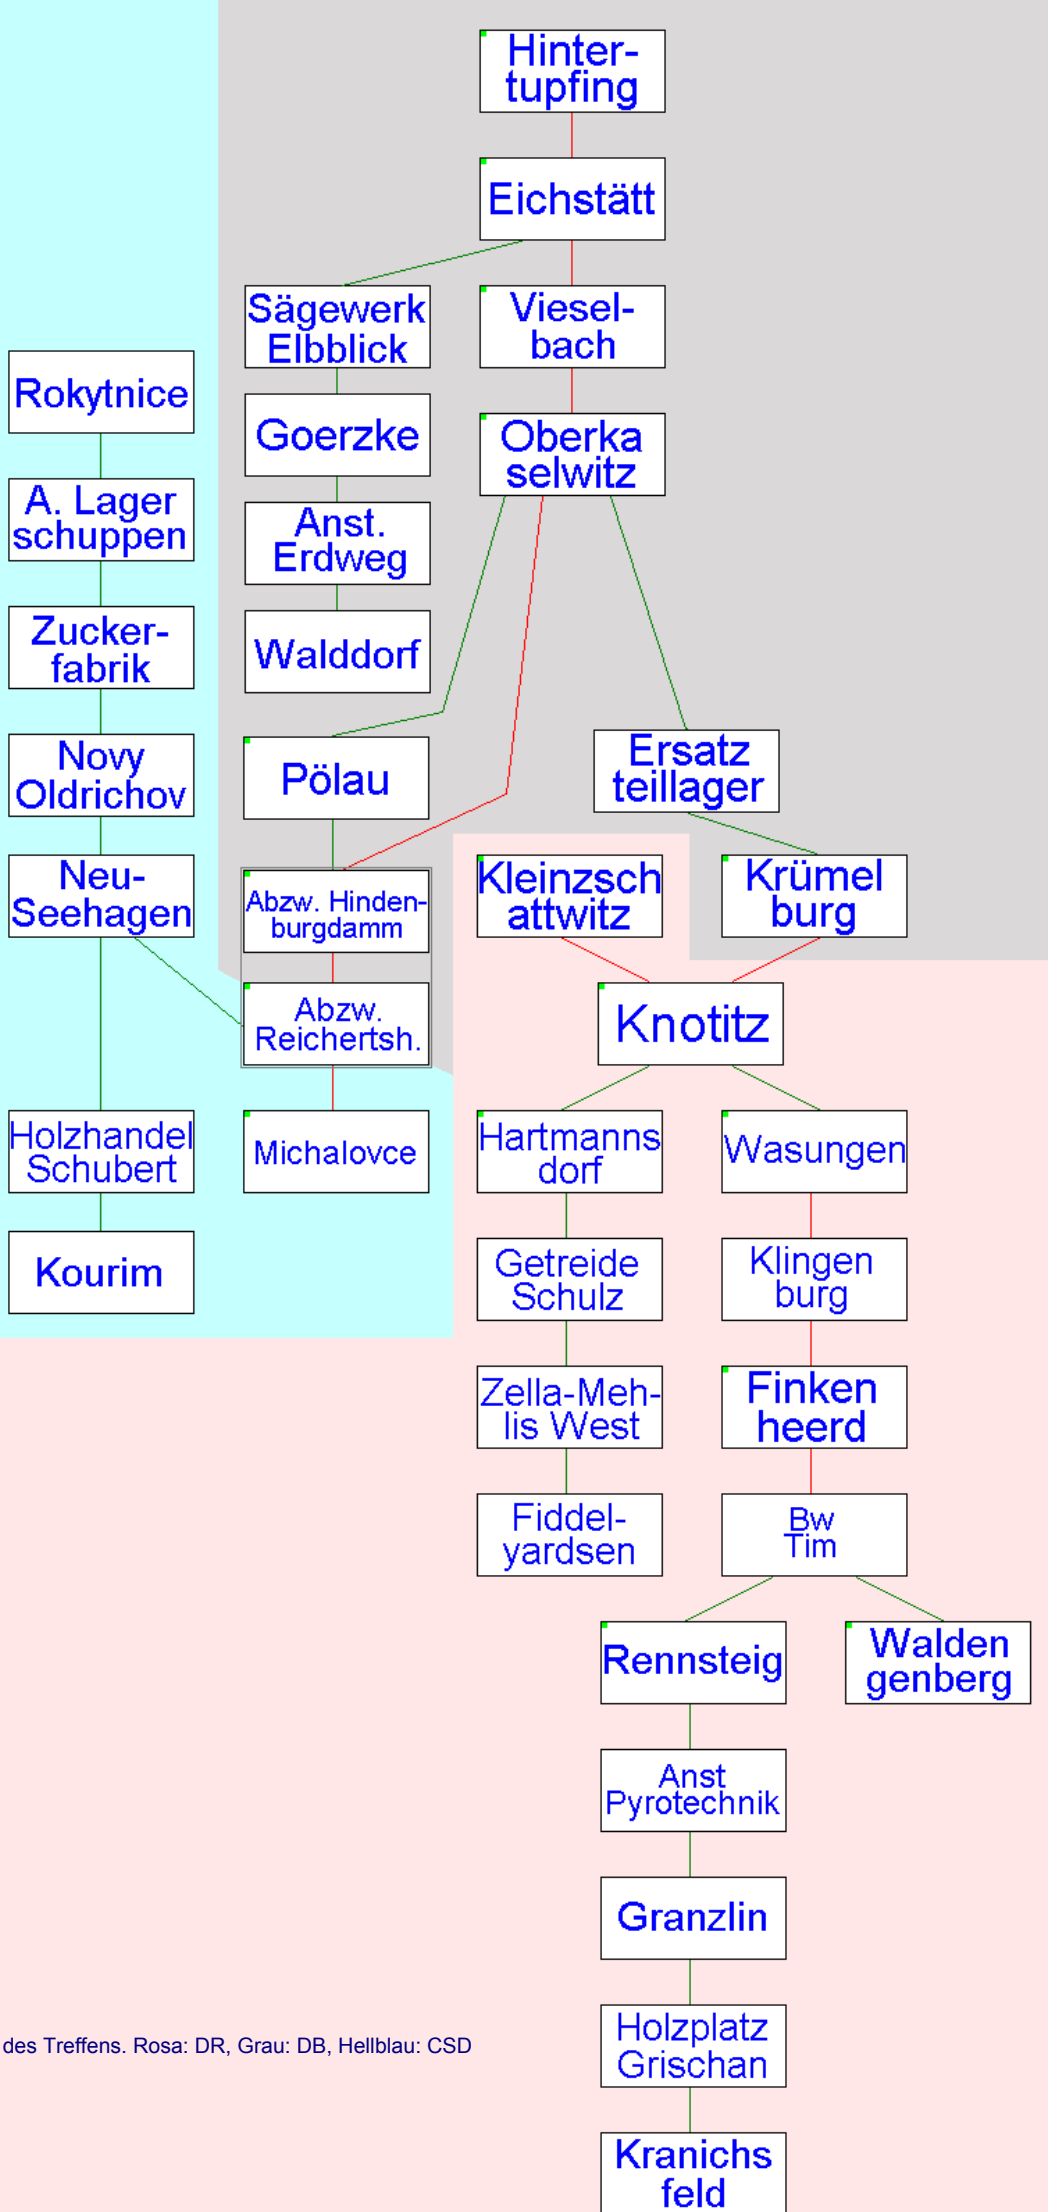 Hinter-
tupfing
Eichstätt
Sägewerk
Elbblick
Viesel-
bach
Rokytnice
Goerzke
Oberka
selwitz
A. Lager
schuppen
Anst.
Erdweg
Zucker-
fabrik
Walddorf
Novy
Oldrichov
Pölau
Ersatz
teillager
Neu-
Seehagen
Abzw. Hinden-
burgdamm
Kleinzsch
attwitz
Krümel
burg
Abzw.
Reichertsh.
Knotitz
Holzhandel
Schubert
Michalovce
Hartmanns
dorf
Wasungen
Kourim
Getreide
Schulz
Klingen
burg
Zella-Meh-
lis West
Finken
heerd
Fiddel-
yardsen
Bw
Tim
Rennsteig
Walden
genberg
Anst
Pyrotechnik
Granzlin
Holzplatz
Grischan
des Treffens. Rosa: DR, Grau: DB, Hellblau: CSD
Kranichs
feld